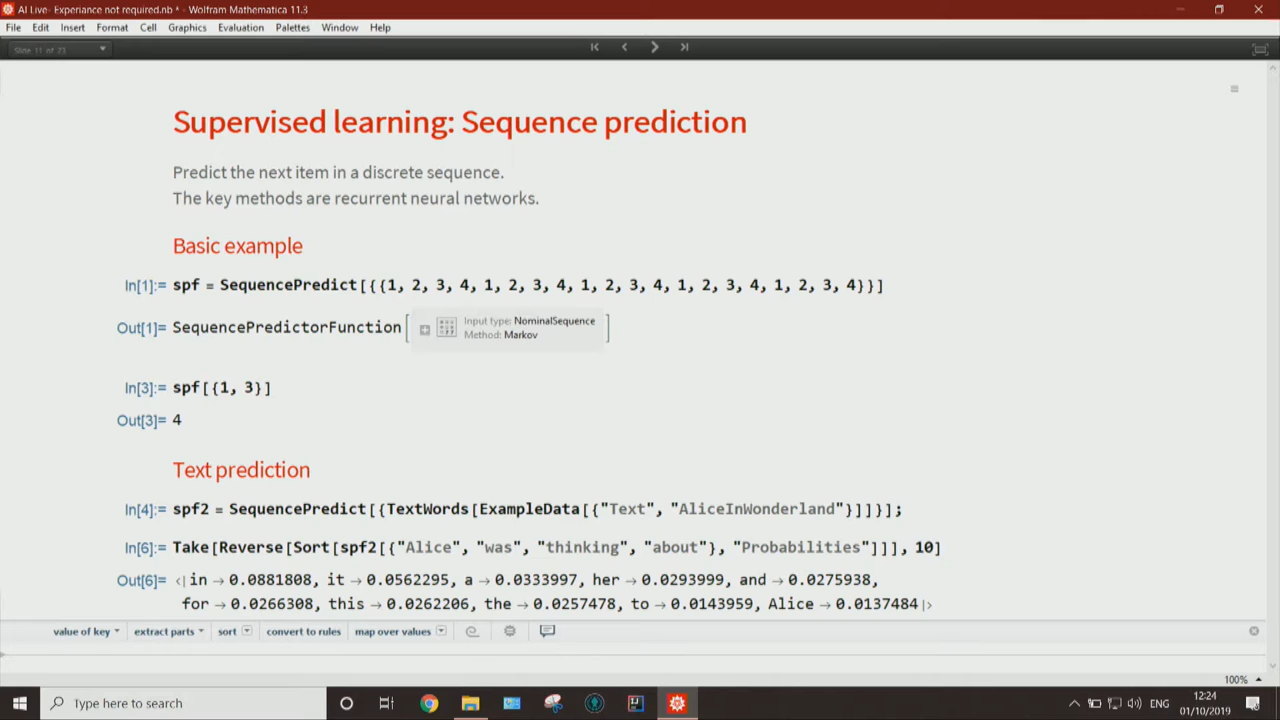 AI Live- Experiance not required.nb * - Wolfram Mathematica 11.3
File Edit Insert Format Cell Graphics Evaluation Palettes Window Help
Slide 11 of 23
Supervised learning: Sequence prediction
Predict the next item in a discrete sequence.
The key methods are recurrent neural networks.
Basic example
In[1]:= spf = SequencePredict[{{1, 2, 3, 4, 1, 2, 3, 4, 1, 2, 3, 4, 1, 2, 3, 4, 1, 2, 3, 4}}]
Out[1]= SequencePredictorFunction[ Input type: NominalSequence
Method: Markov ]
In[3]:= spf[{1, 3}]
Out[3]= 4
Text prediction
In[4]:= spf2 = SequencePredict[{TextWords[ExampleData[{"Text", "AliceInWonderland"}]]}];
In[6]:= Take[Reverse[Sort[spf2[{"Alice", "was", "thinking", "about"}, "Probabilities"]]], 10]
Out[6]= <|in → 0.0881808, it → 0.0562295, a → 0.0333997, her → 0.0293999, and → 0.0275938,
for → 0.0266308, this → 0.0262206, the → 0.0257478, to → 0.0143959, Alice → 0.0137484|>
value of key extract parts sort convert to rules map over values
100%
Type here to search
ENG
12:24
01/10/2019